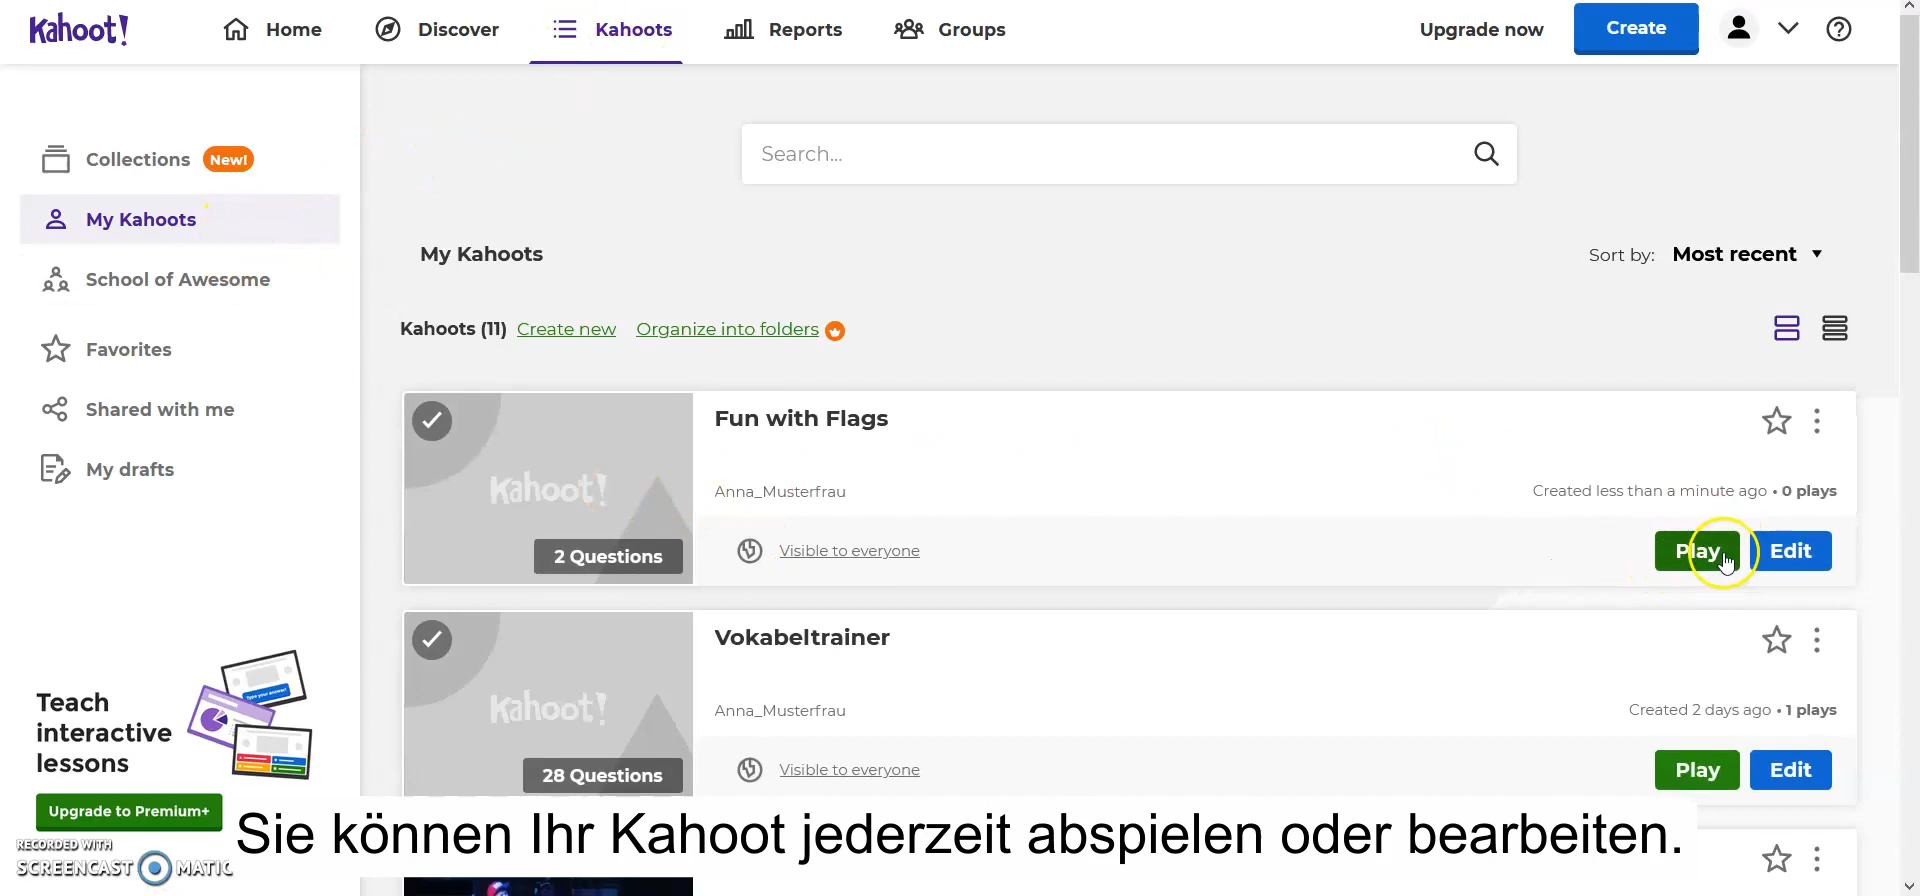 Kahoot!
Home
Discover
Kahoots
Reports
Groups
Upgrade now
Create
Collections New!
My Kahoots
School of Awesome
Favorites
Shared with me
My drafts
Teach
interactive
lessons
Upgrade to Premium+
Search...
My Kahoots
Sort by: Most recent
Kahoots (11) Create new Organize into folders
Kahoot!
2 Questions
Fun with Flags
Anna_Musterfrau
Created less than a minute ago • 0 plays
Visible to everyone
Play
Edit
Kahoot!
28 Questions
Vokabeltrainer
Anna_Musterfrau
Created 2 days ago • 1 plays
Visible to everyone
Play
Edit
Sie können Ihr Kahoot jederzeit abspielen oder bearbeiten.
RECORDED WITH
SCREENCAST MATIC